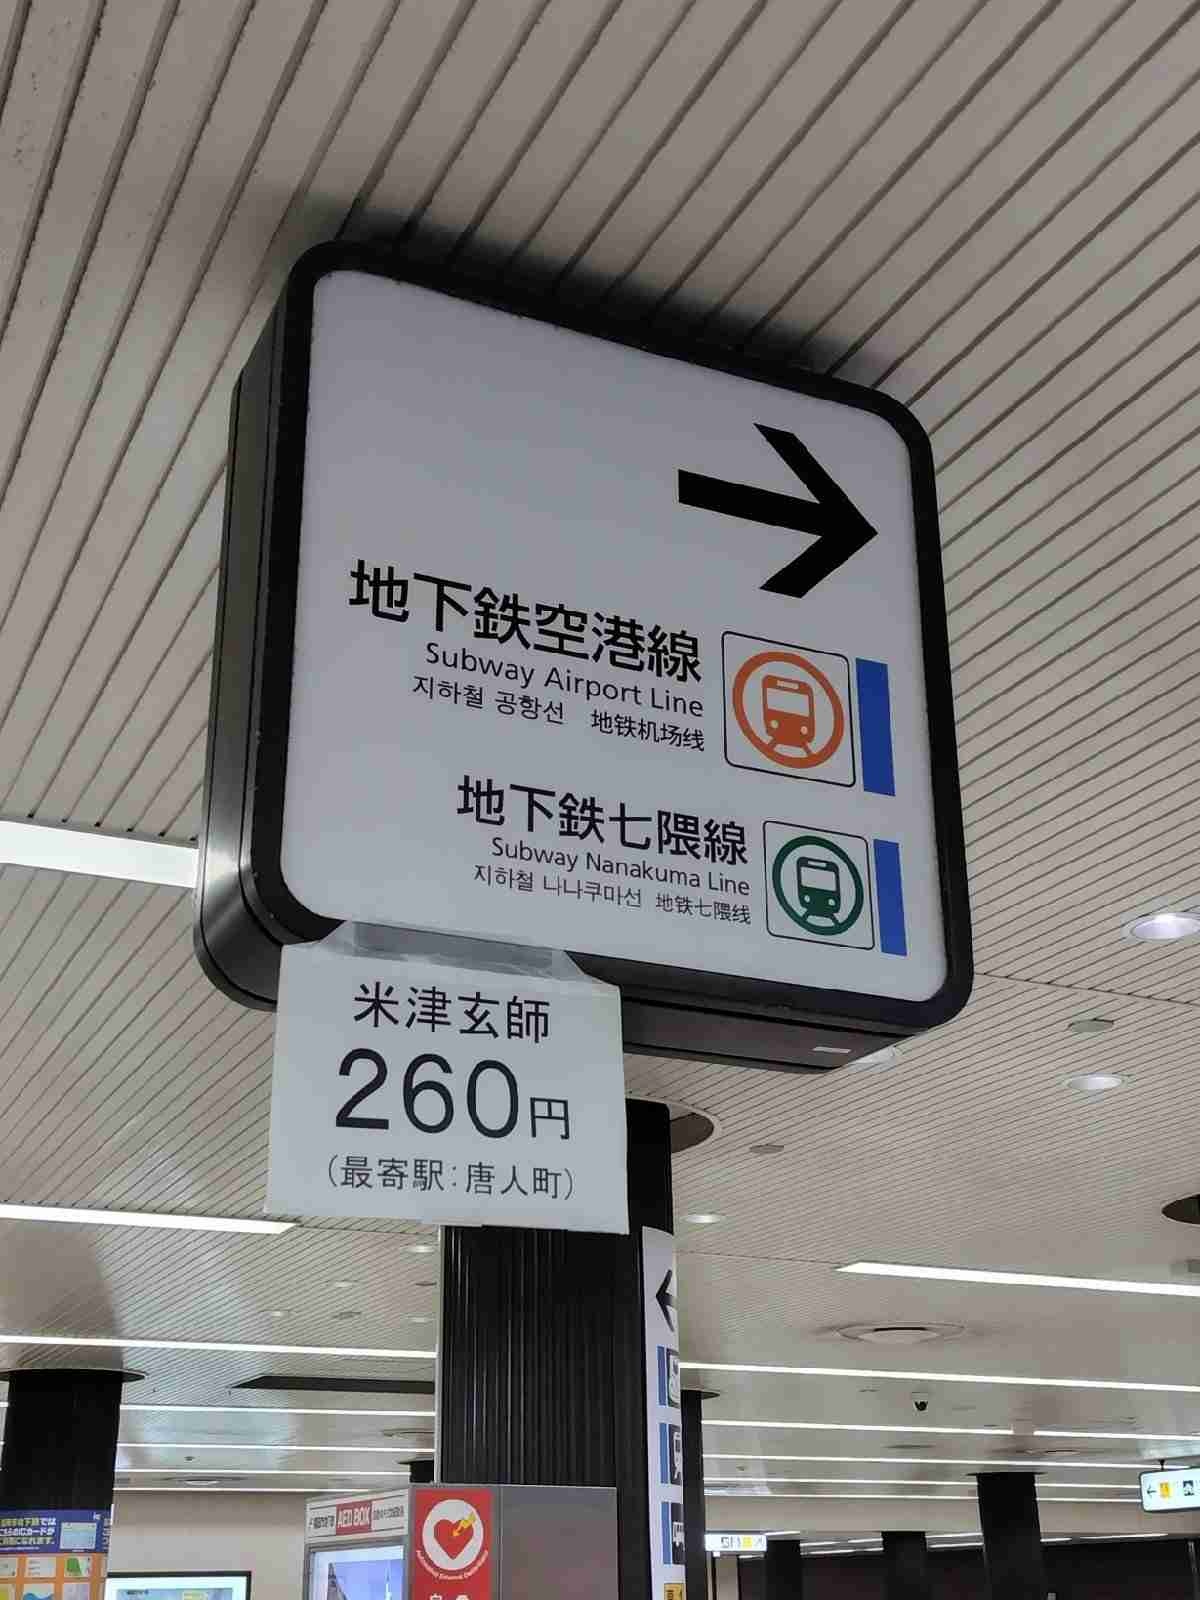 地下鉄空港線
Subway Airport Line
지하철 공항선 地铁机场线
地下鉄七隈線
Subway Nanakuma Line
지하철 나나쿠마선 地铁七隈线
米津玄師
260円
(最寄駅:唐人町)
AED BOX